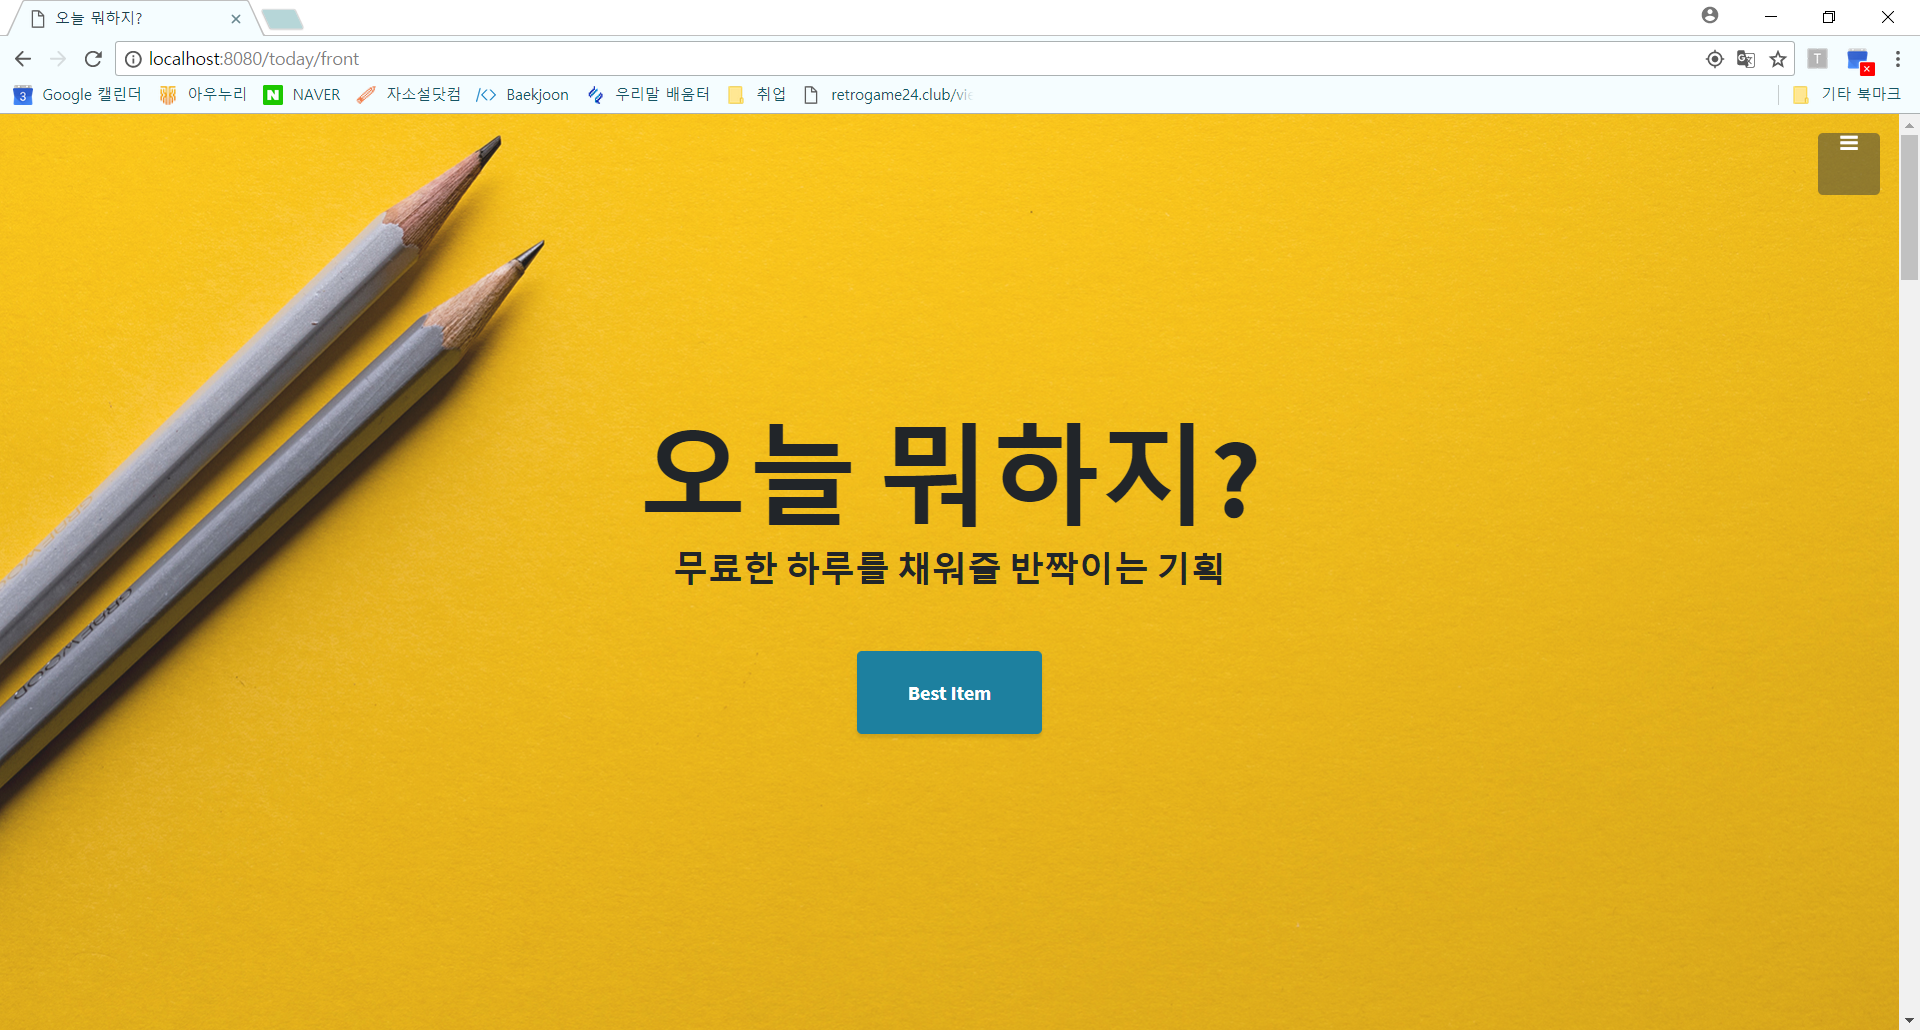 오늘 뭐하지?
localhost:8080/today/front
T
3 Google 캘린더 아우누리 N NAVER 자소설닷컴 Baekjoon 우리말 배움터 취업 retrogame24.club/vi 기타 북마크
오늘 뭐하지?
무료한 하루를 채워줄 반짝이는 기획
Best Item